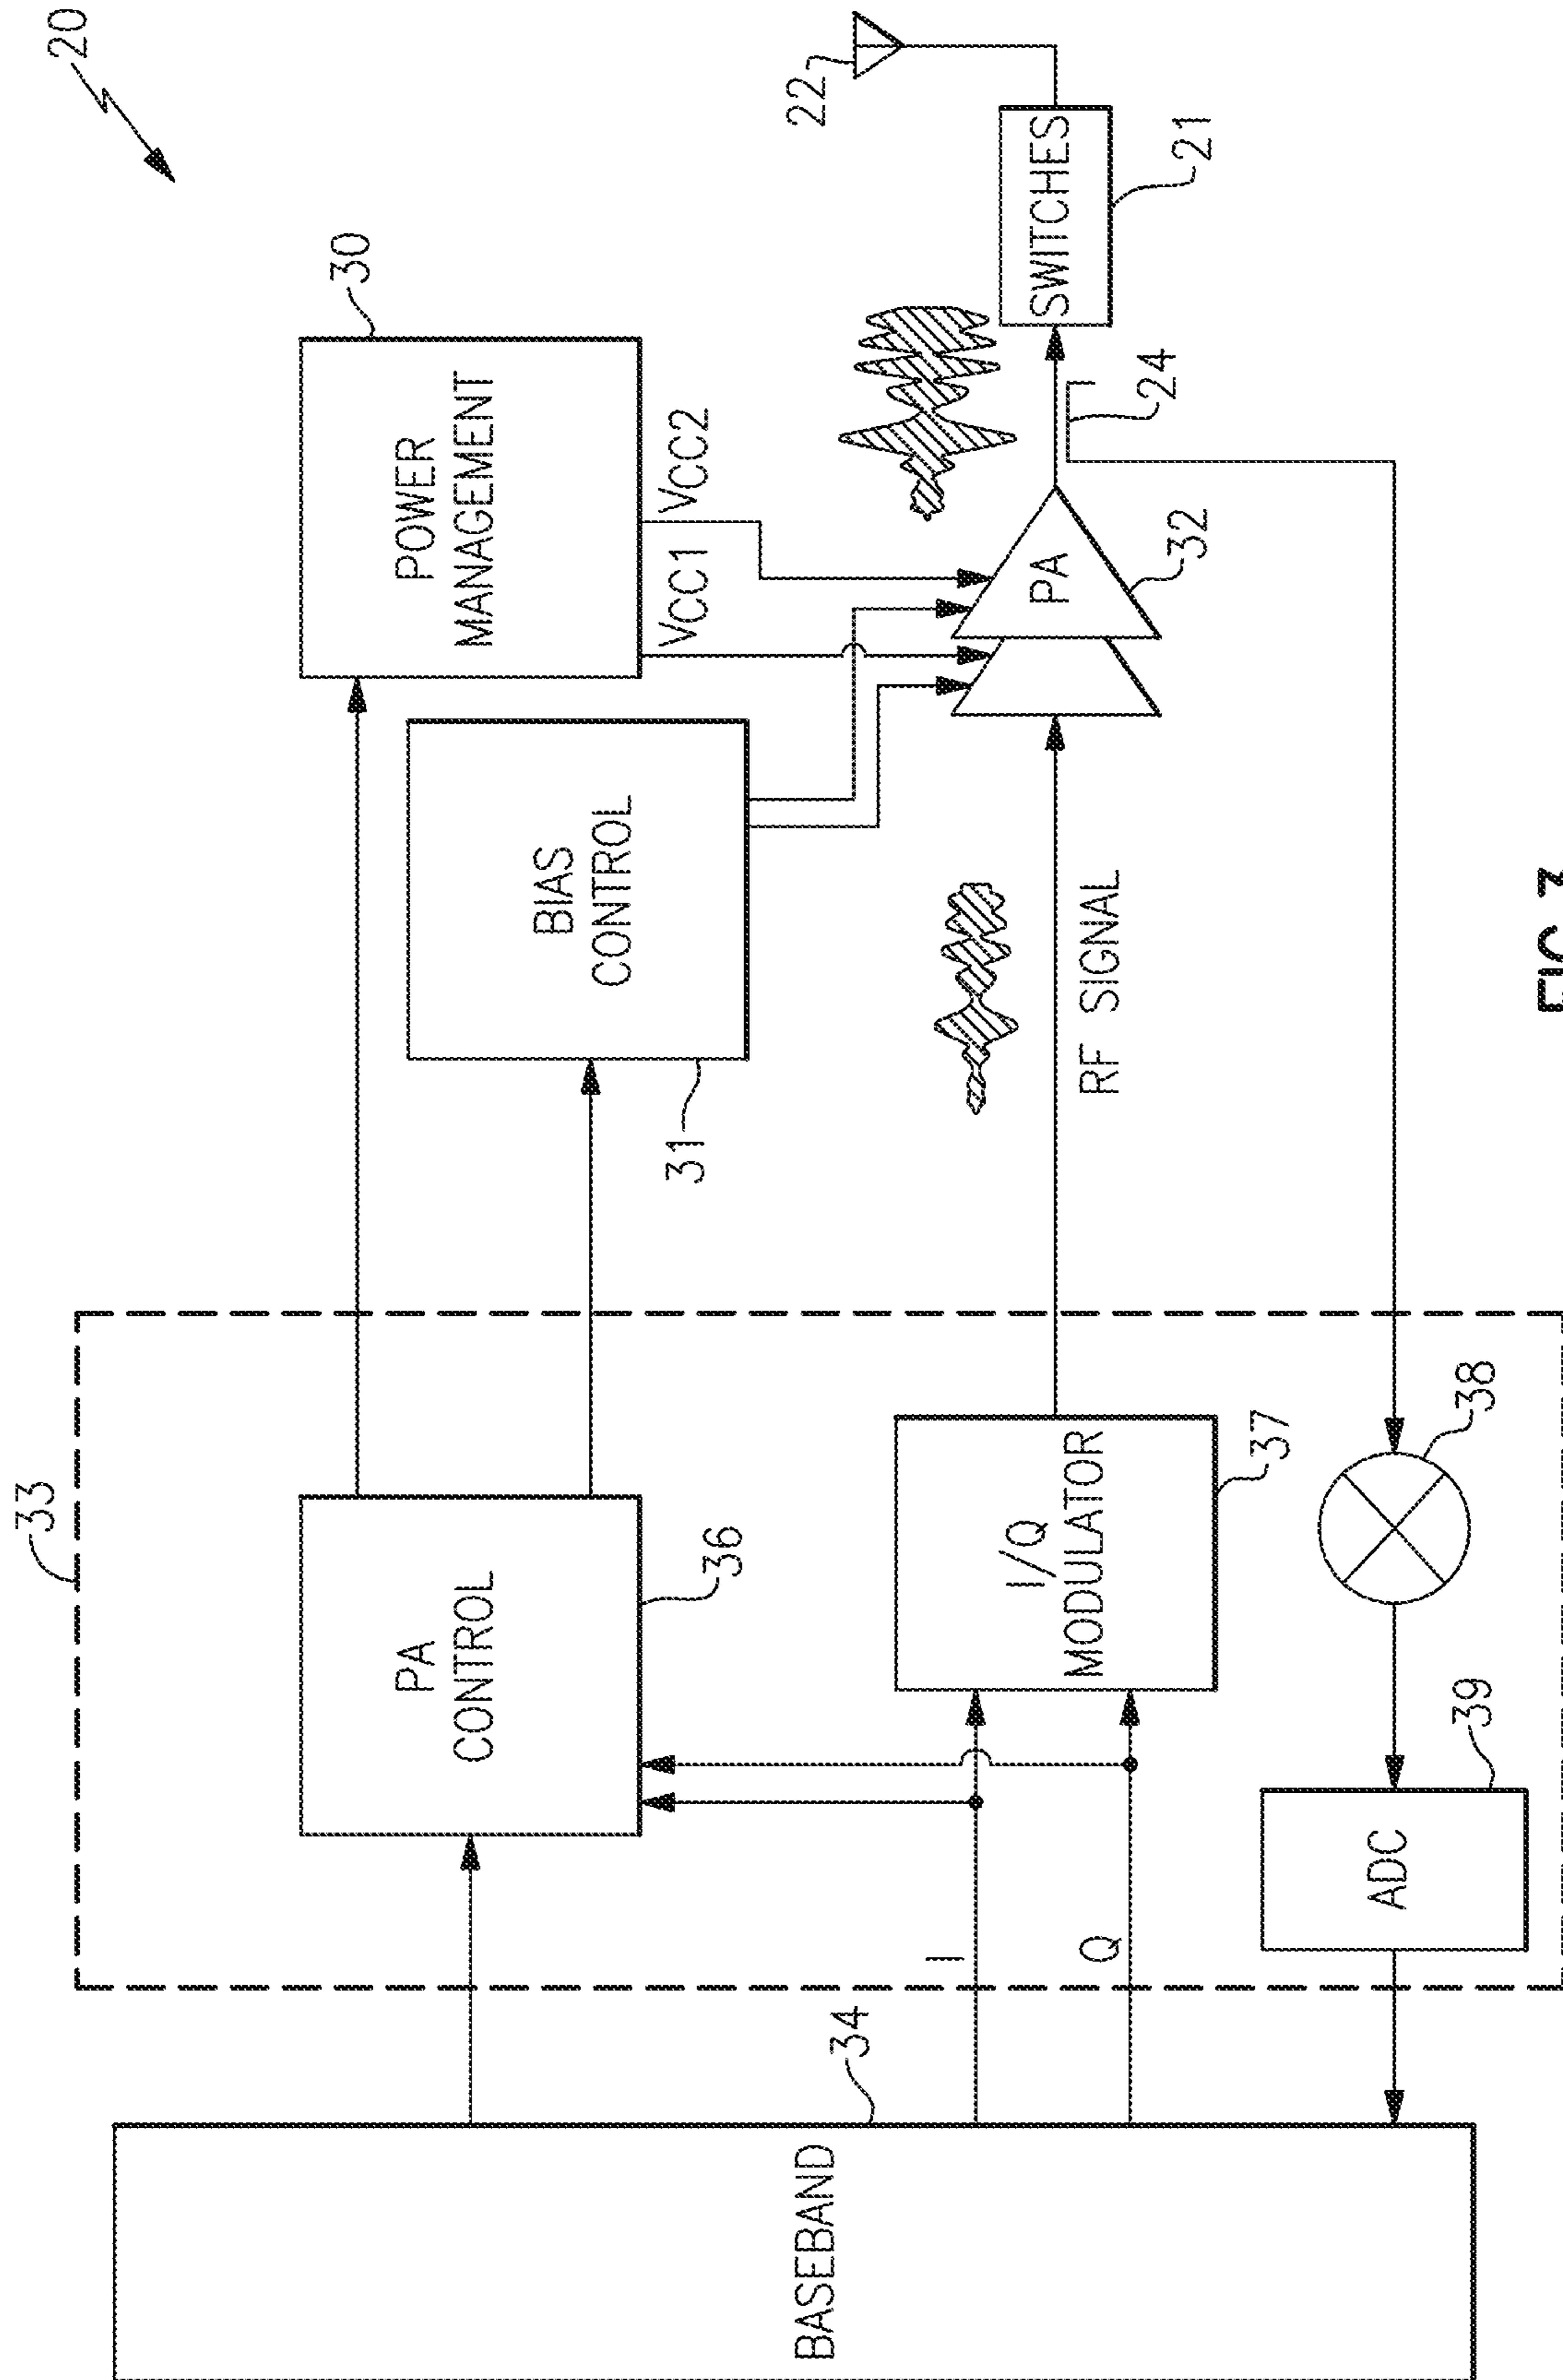 20
33
30
POWER
MANAGEMENT
PA
CONTROL
36
BIAS
CONTROL
31
VCC1
VCC2
22
34
BASEBAND
I
Q
I/Q
MODULATOR
37
RF SIGNAL
PA
32
SWITCHES
21
24
38
ADC
39